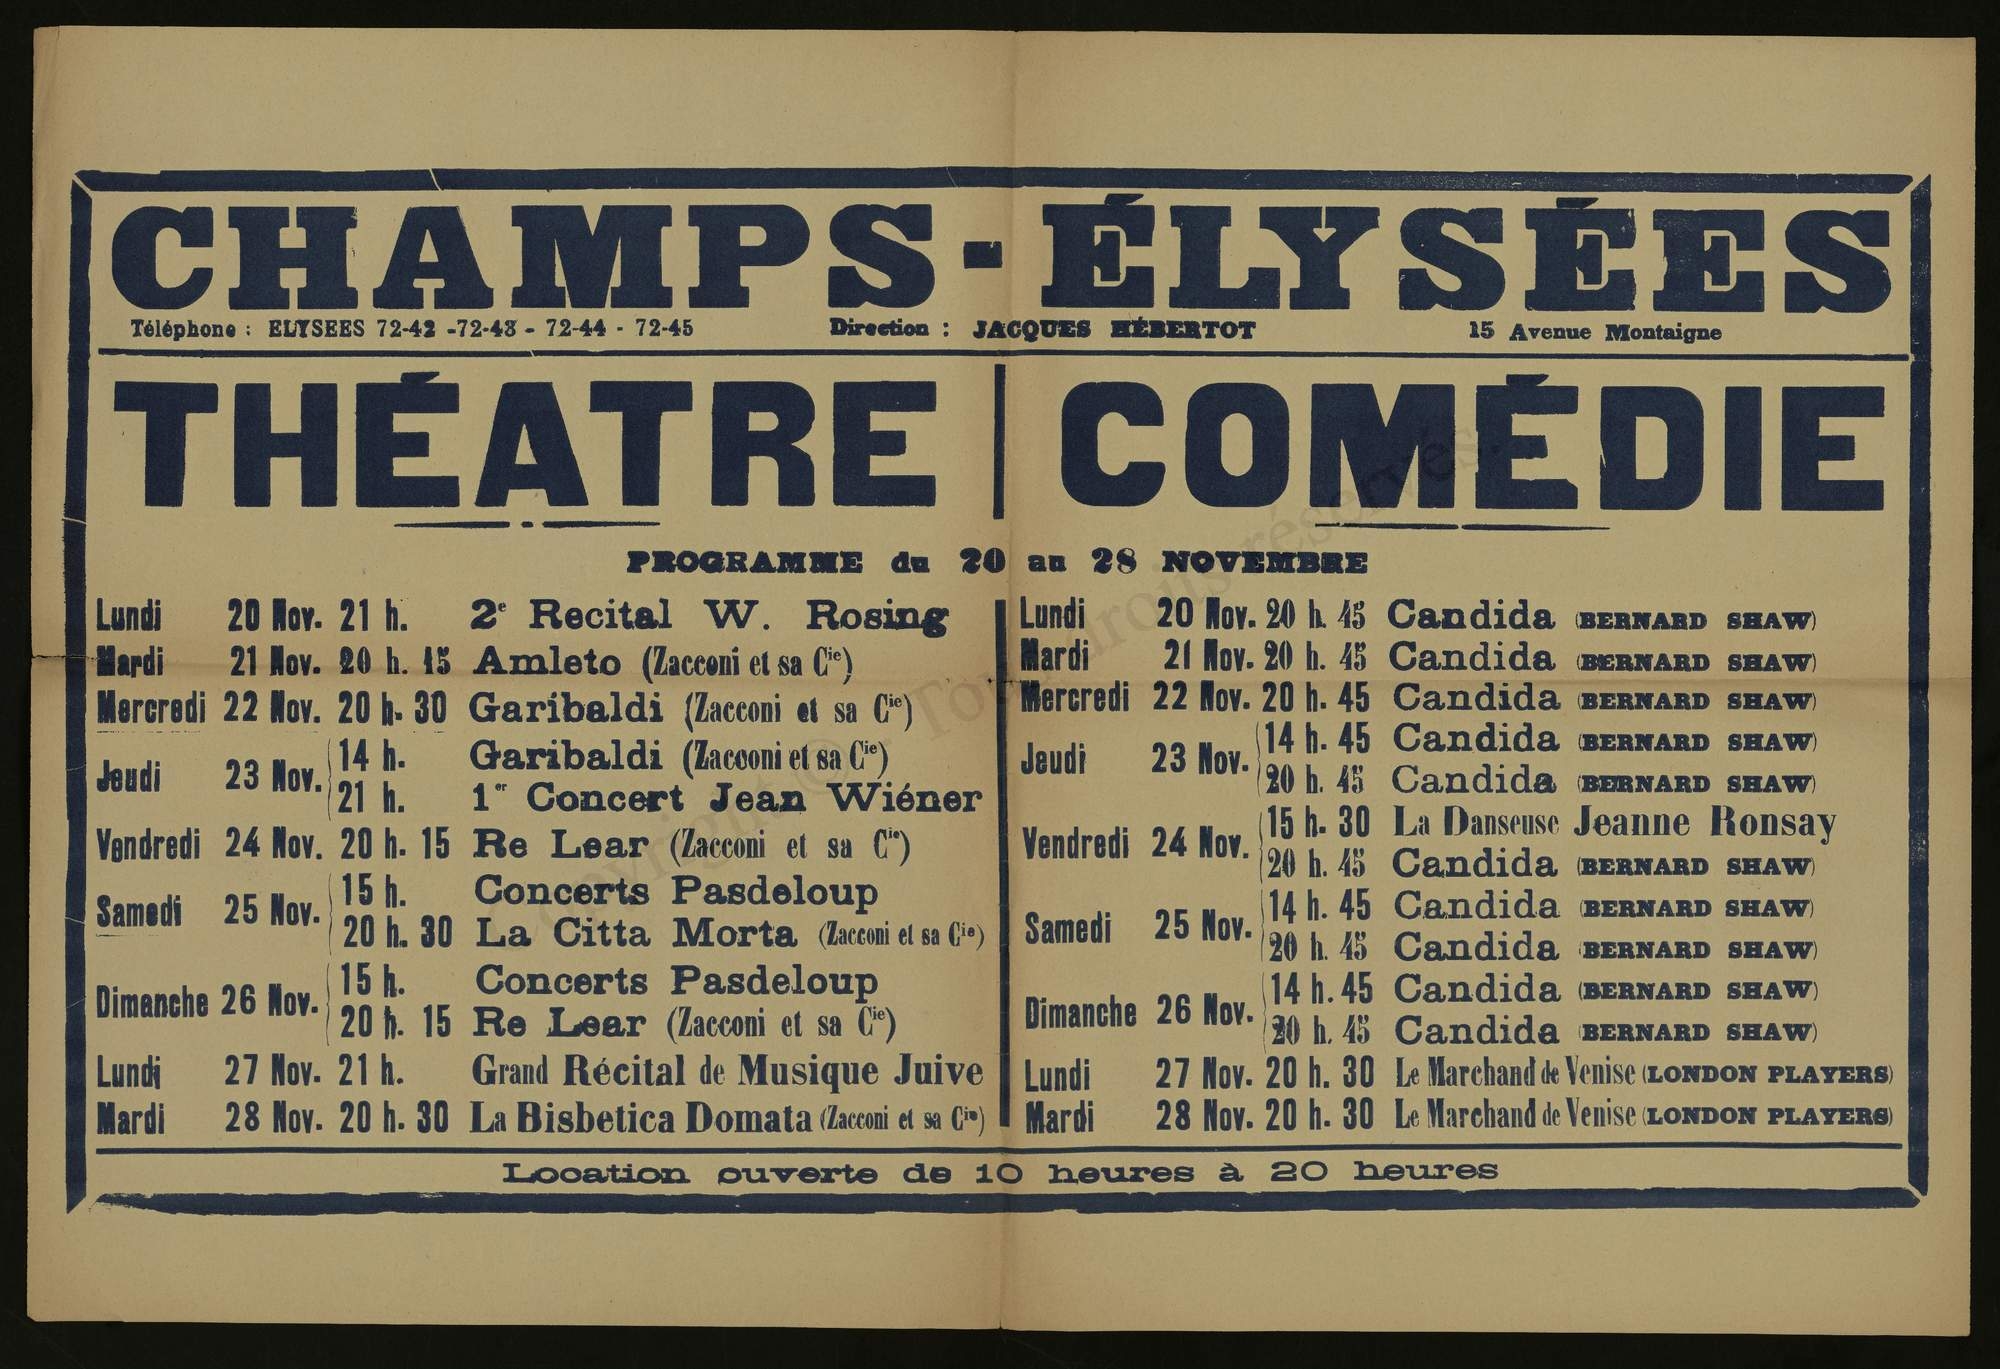 CHAMPS-ÉLYSÉES
Téléphone : ELYSEES 72-42 -72-43 - 72-44 - 72-45 Direction : JACQUES HÉBERTOT 15 Avenue Montaigne
THÉATRE COMÉDIE
PROGRAMME du 20 au 28 NOVEMBRE
Lundi 20 Nov. 21 h. 2e Recital W. Rosing
Mardi 21 Nov. 20 h. 15 Amleto (Zacconi et sa Cie)
Mercredi 22 Nov. 20 h. 30 Garibaldi (Zacconi et sa Cie)
Jeudi 23 Nov. 14 h. Garibaldi (Zacconi et sa Cie)
21 h. 1er Concert Jean Wiéner
Vendredi 24 Nov. 20 h. 15 Re Lear (Zacconi et sa Cie)
Samedi 25 Nov. 15 h. Concerts Pasdeloup
20 h. 30 La Citta Morta (Zacconi et sa Cie)
Dimanche 26 Nov. 15 h. Concerts Pasdeloup
20 h. 15 Re Lear (Zacconi et sa Cie)
Lundi 27 Nov. 21 h. Grand Récital de Musique Juive
Mardi 28 Nov. 20 h. 30 La Bisbetica Domata (Zacconi et sa Cie)
Lundi 20 Nov. 20 h. 45 Candida (BERNARD SHAW)
Mardi 21 Nov. 20 h. 45 Candida (BERNARD SHAW)
Mercredi 22 Nov. 20 h. 45 Candida (BERNARD SHAW)
Jeudi 23 Nov. 14 h. 45 Candida (BERNARD SHAW)
20 h. 45 Candida (BERNARD SHAW)
Vendredi 24 Nov. 15 h. 30 La Danseuse Jeanne Ronsay
20 h. 45 Candida (BERNARD SHAW)
Samedi 25 Nov. 14 h. 45 Candida (BERNARD SHAW)
20 h. 45 Candida (BERNARD SHAW)
Dimanche 26 Nov. 14 h. 45 Candida (BERNARD SHAW)
20 h. 45 Candida (BERNARD SHAW)
Lundi 27 Nov. 20 h. 30 Le Marchand de Venise (LONDON PLAYERS)
Mardi 28 Nov. 20 h. 30 Le Marchand de Venise (LONDON PLAYERS)
Location ouverte de 10 heures à 20 heures
Copyright © - Tous droits réservés.